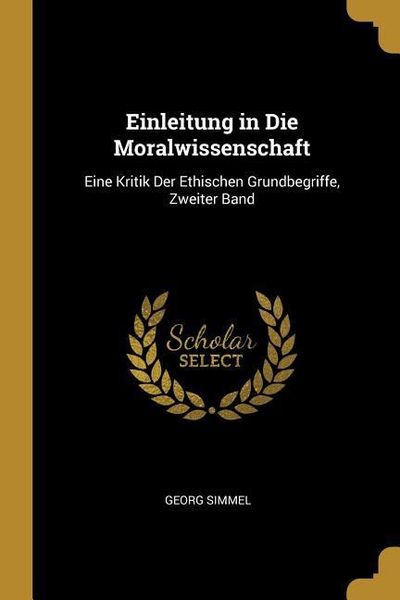 Einleitung in Die
Moralwissenschaft
Eine Kritik Der Ethischen Grundbegriffe,
Zweiter Band
Scholar
SELECT
GEORG SIMMEL